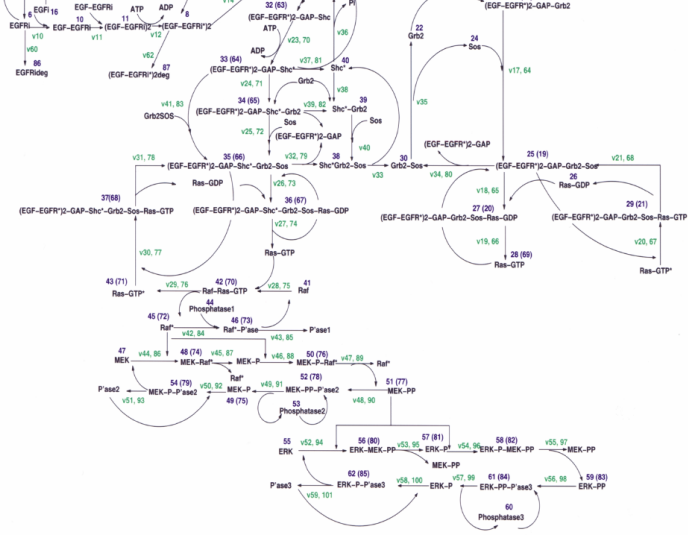 v14
32 (63)
(EGF-EGFR*)2-GAP-Shc
Pi
(EGF-EGFR*)2-GAP-Grb2
6
EGFRi
EGFi
16
v10
10
EGF-EGFRi
EGF-EGFRi
v11
11
(EGF-EGFRi)2
ATP
ADP
v12
8
(EGF-EGFRi*)2
v60
86
EGFRideg
v62
87
(EGF-EGFRi*)2deg
ATP
v23, 70
ADP
v36
22
Grb2
24
Sos
v17, 64
33 (64)
(EGF-EGFR*)2-GAP-Shc*
v37, 81
40
Shc*
v24, 71
Grb2
v38
v35
v41, 83
Grb2SOS
34 (65)
(EGF-EGFR*)2-GAP-Shc*-Grb2
v39, 82
39
Shc*-Grb2
Sos
v25, 72
Sos
(EGF-EGFR*)2-GAP
v40
(EGF-EGFR*)2-GAP
v31, 78
35 (66)
(EGF-EGFR*)2-GAP-Shc*-Grb2-Sos
v32, 79
38
Shc*Grb2-Sos
v33
30
Grb2-Sos
v34, 80
25 (19)
(EGF-EGFR*)2-GAP-Grb2-Sos
v21, 68
Ras-GDP
v26, 73
26
Ras-GDP
v18, 65
37(68)
(EGF-EGFR*)2-GAP-Shc*-Grb2-Sos-Ras-GTP
36 (67)
(EGF-EGFR*)2-GAP-Shc*-Grb2-Sos-Ras-GDP
27 (20)
(EGF-EGFR*)2-GAP-Grb2-Sos-Ras-GDP
29 (21)
(EGF-EGFR*)2-GAP-Grb2-Sos-Ras-GTP
v27, 74
v19, 66
v20, 67
v30, 77
Ras-GTP
28 (69)
Ras-GTP
Ras-GTP*
43 (71)
Ras-GTP*
v29, 76
42 (70)
Raf-Ras-GTP
v28, 75
41
Raf
44
Phosphatase1
45 (72)
Raf*
v42, 84
46 (73)
Raf*-P'ase
v43, 85
P'ase1
47
MEK
v44, 86
48 (74)
MEK-Raf*
v45, 87
MEK-P
v46, 88
50 (76)
MEK-P-Raf*
v47, 89
Raf*
Raf*
P'ase2
54 (79)
MEK-P-P'ase2
v50, 92
MEK-P
49 (75)
v49, 91
52 (78)
MEK-PP-P'ase2
v48, 90
51 (77)
MEK-PP
v51, 93
53
Phosphatase2
55
ERK
v52, 94
56 (80)
ERK-MEK-PP
v53, 95
57 (81)
ERK-P
v54, 96
58 (82)
ERK-P-MEK-PP
v55, 97
MEK-PP
MEK-PP
P'ase3
62 (85)
ERK-P-P'ase3
v58, 100
ERK-P
v57, 99
61 (84)
ERK-PP-P'ase3
v56, 98
59 (83)
ERK-PP
v59, 101
60
Phosphatase3